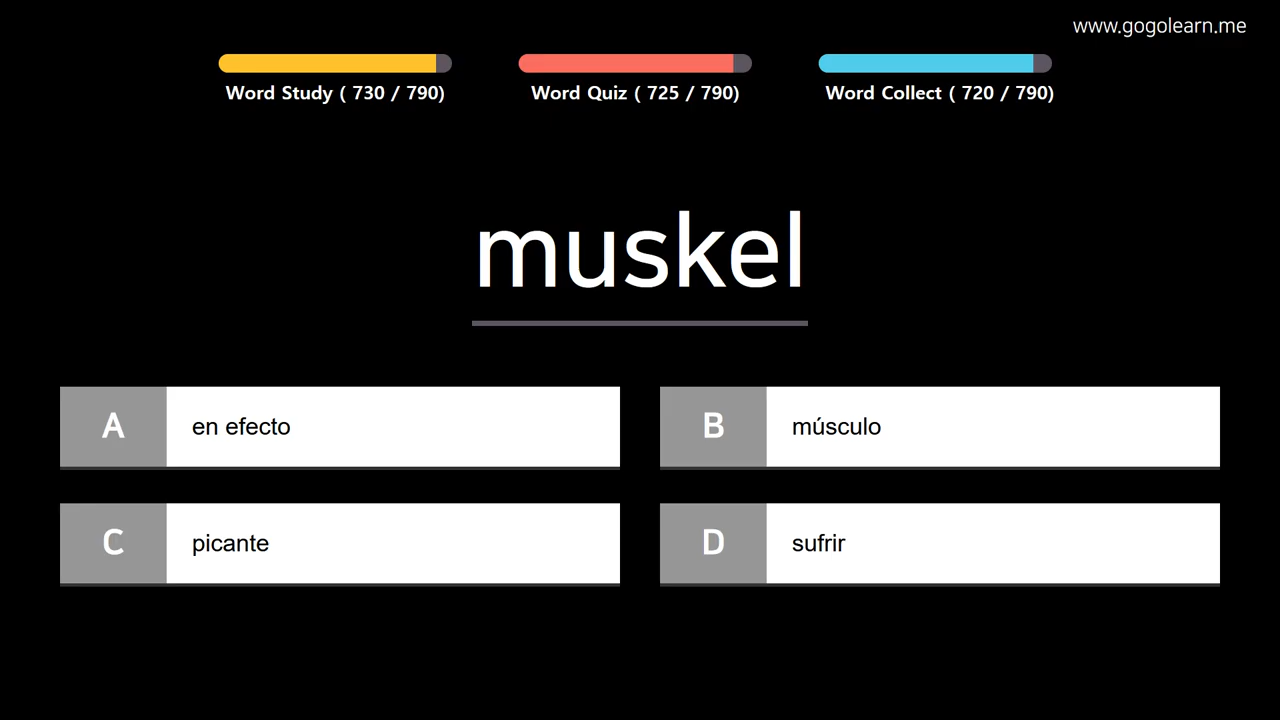 www.gogolearn.me
Word Study ( 730 / 790)
Word Quiz ( 725 / 790)
Word Collect ( 720 / 790)
muskel
A
en efecto
B
músculo
C
picante
D
sufrir